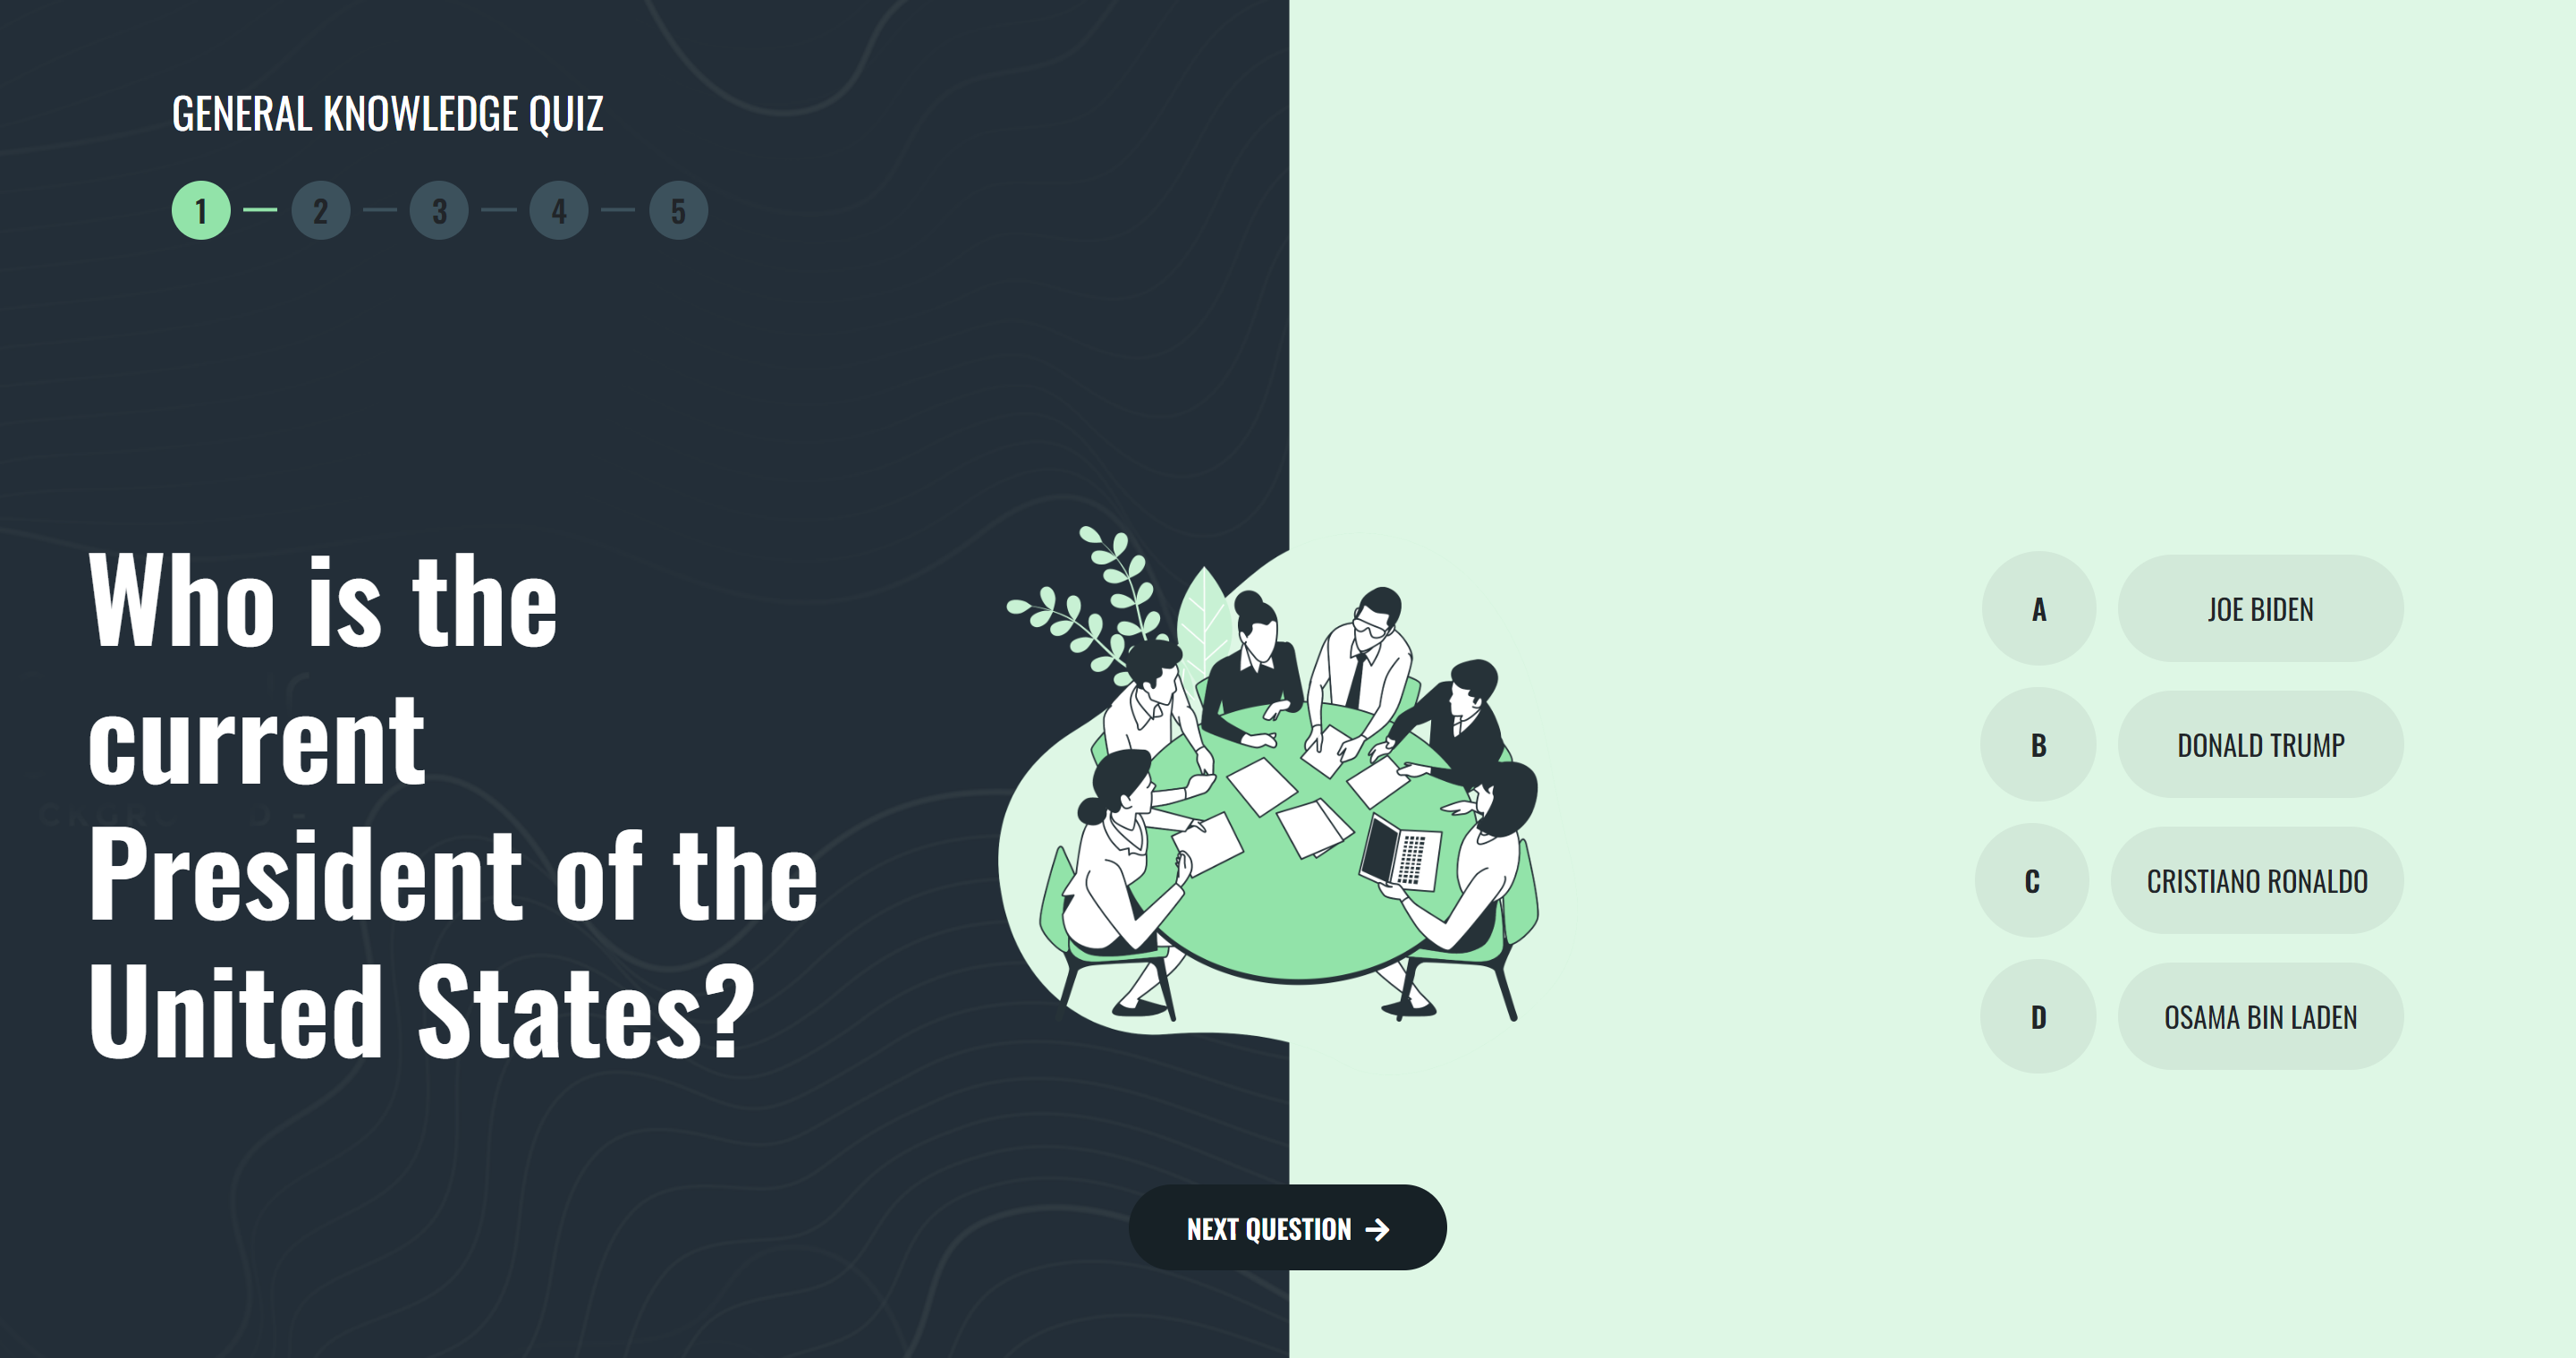 GENERAL KNOWLEDGE QUIZ
1 2 3 4 5
Who is the
current
President of the
United States?
A JOE BIDEN
B DONALD TRUMP
C CRISTIANO RONALDO
D OSAMA BIN LADEN
NEXT QUESTION →